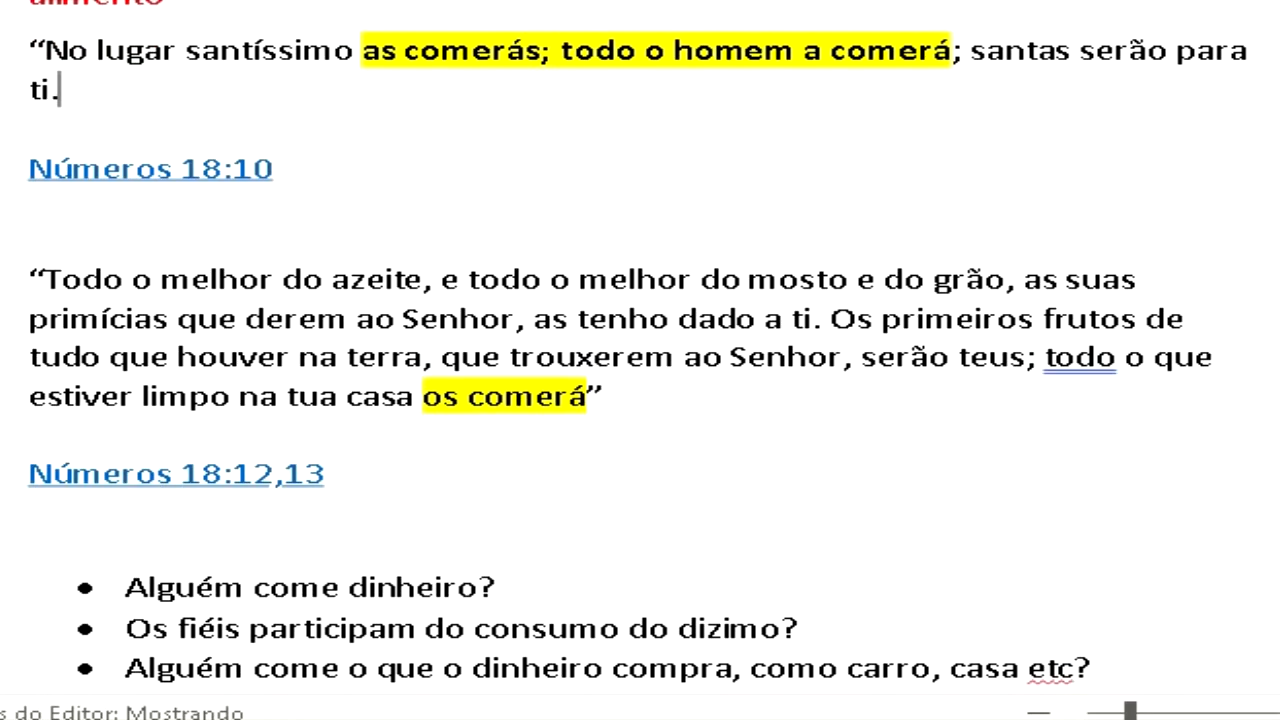 alimento
“No lugar santíssimo as comerás; todo o homem a comerá; santas serão para
ti.
Números 18:10
“Todo o melhor do azeite, e todo o melhor do mosto e do grão, as suas
primícias que derem ao Senhor, as tenho dado a ti. Os primeiros frutos de
tudo que houver na terra, que trouxerem ao Senhor, serão teus; todo o que
estiver limpo na tua casa os comerá”
Números 18:12,13
• Alguém come dinheiro?
• Os fiéis participam do consumo do dizimo?
• Alguém come o que o dinheiro compra, como carro, casa etc?
s do Editor: Mostrando